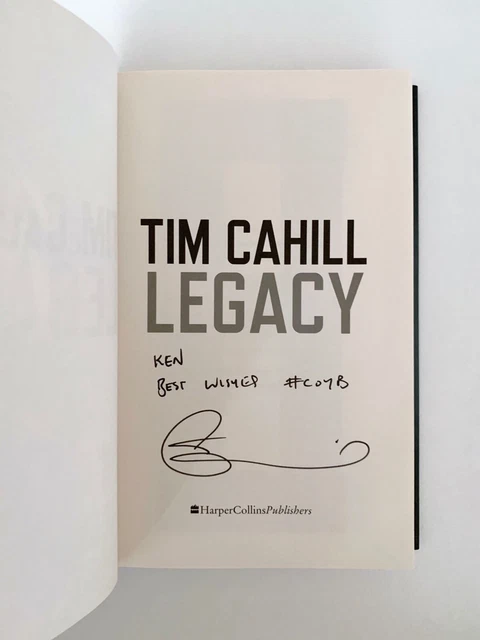 TIM CAHILL
LEGACY
KEN
BEST WISHES #COYB
HarperCollinsPublishers